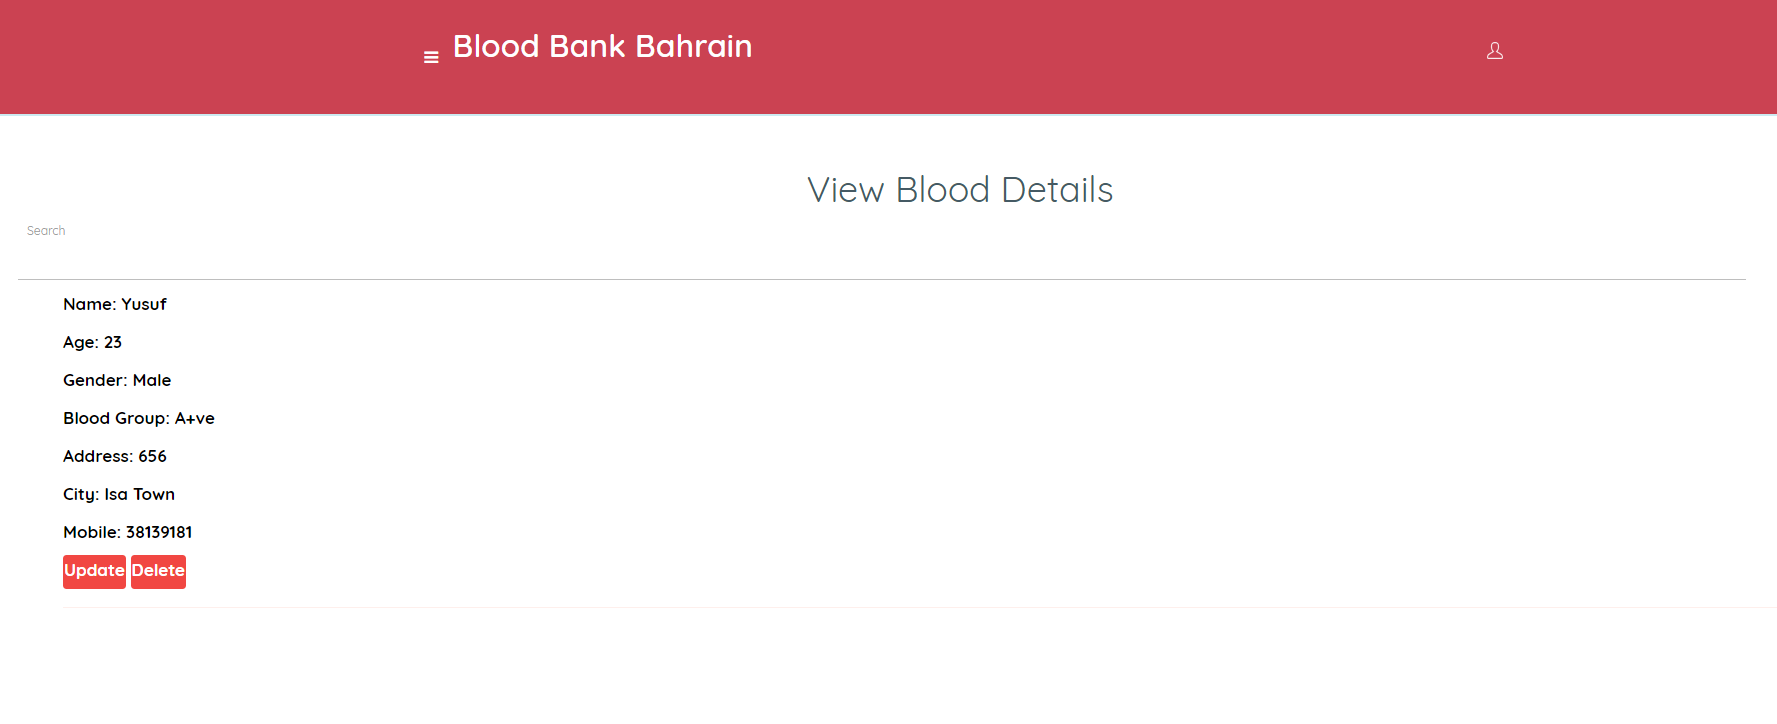 Blood Bank Bahrain
View Blood Details
Search
Name: Yusuf
Age: 23
Gender: Male
Blood Group: A+ve
Address: 656
City: Isa Town
Mobile: 38139181
Update Delete